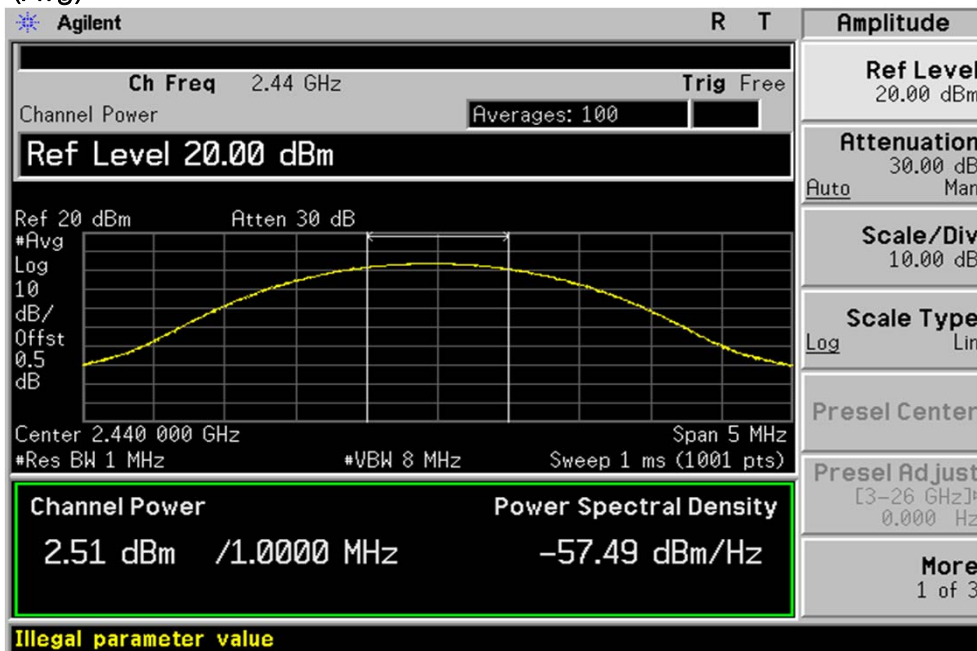 (Avg)
Agilent R T
Ch Freq 2.44 GHz Trig Free
Channel Power Averages: 100
Ref Level 20.00 dBm
Ref 20 dBm Atten 30 dB
#Avg
Log
10
dB/
Offst
0.5
dB
Center 2.440 000 GHz Span 5 MHz
#Res BW 1 MHz #VBW 8 MHz Sweep 1 ms (1001 pts)
Channel Power Power Spectral Density
2.51 dBm /1.0000 MHz -57.49 dBm/Hz
Illegal parameter value
Amplitude
Ref Level
20.00 dBm
Attenuation
30.00 dB
Auto Man
Scale/Div
10.00 dB
Scale Type
Log Lin
Presel Center
Presel Adjust
[3-26 GHz]
0.000 Hz
More
1 of 3